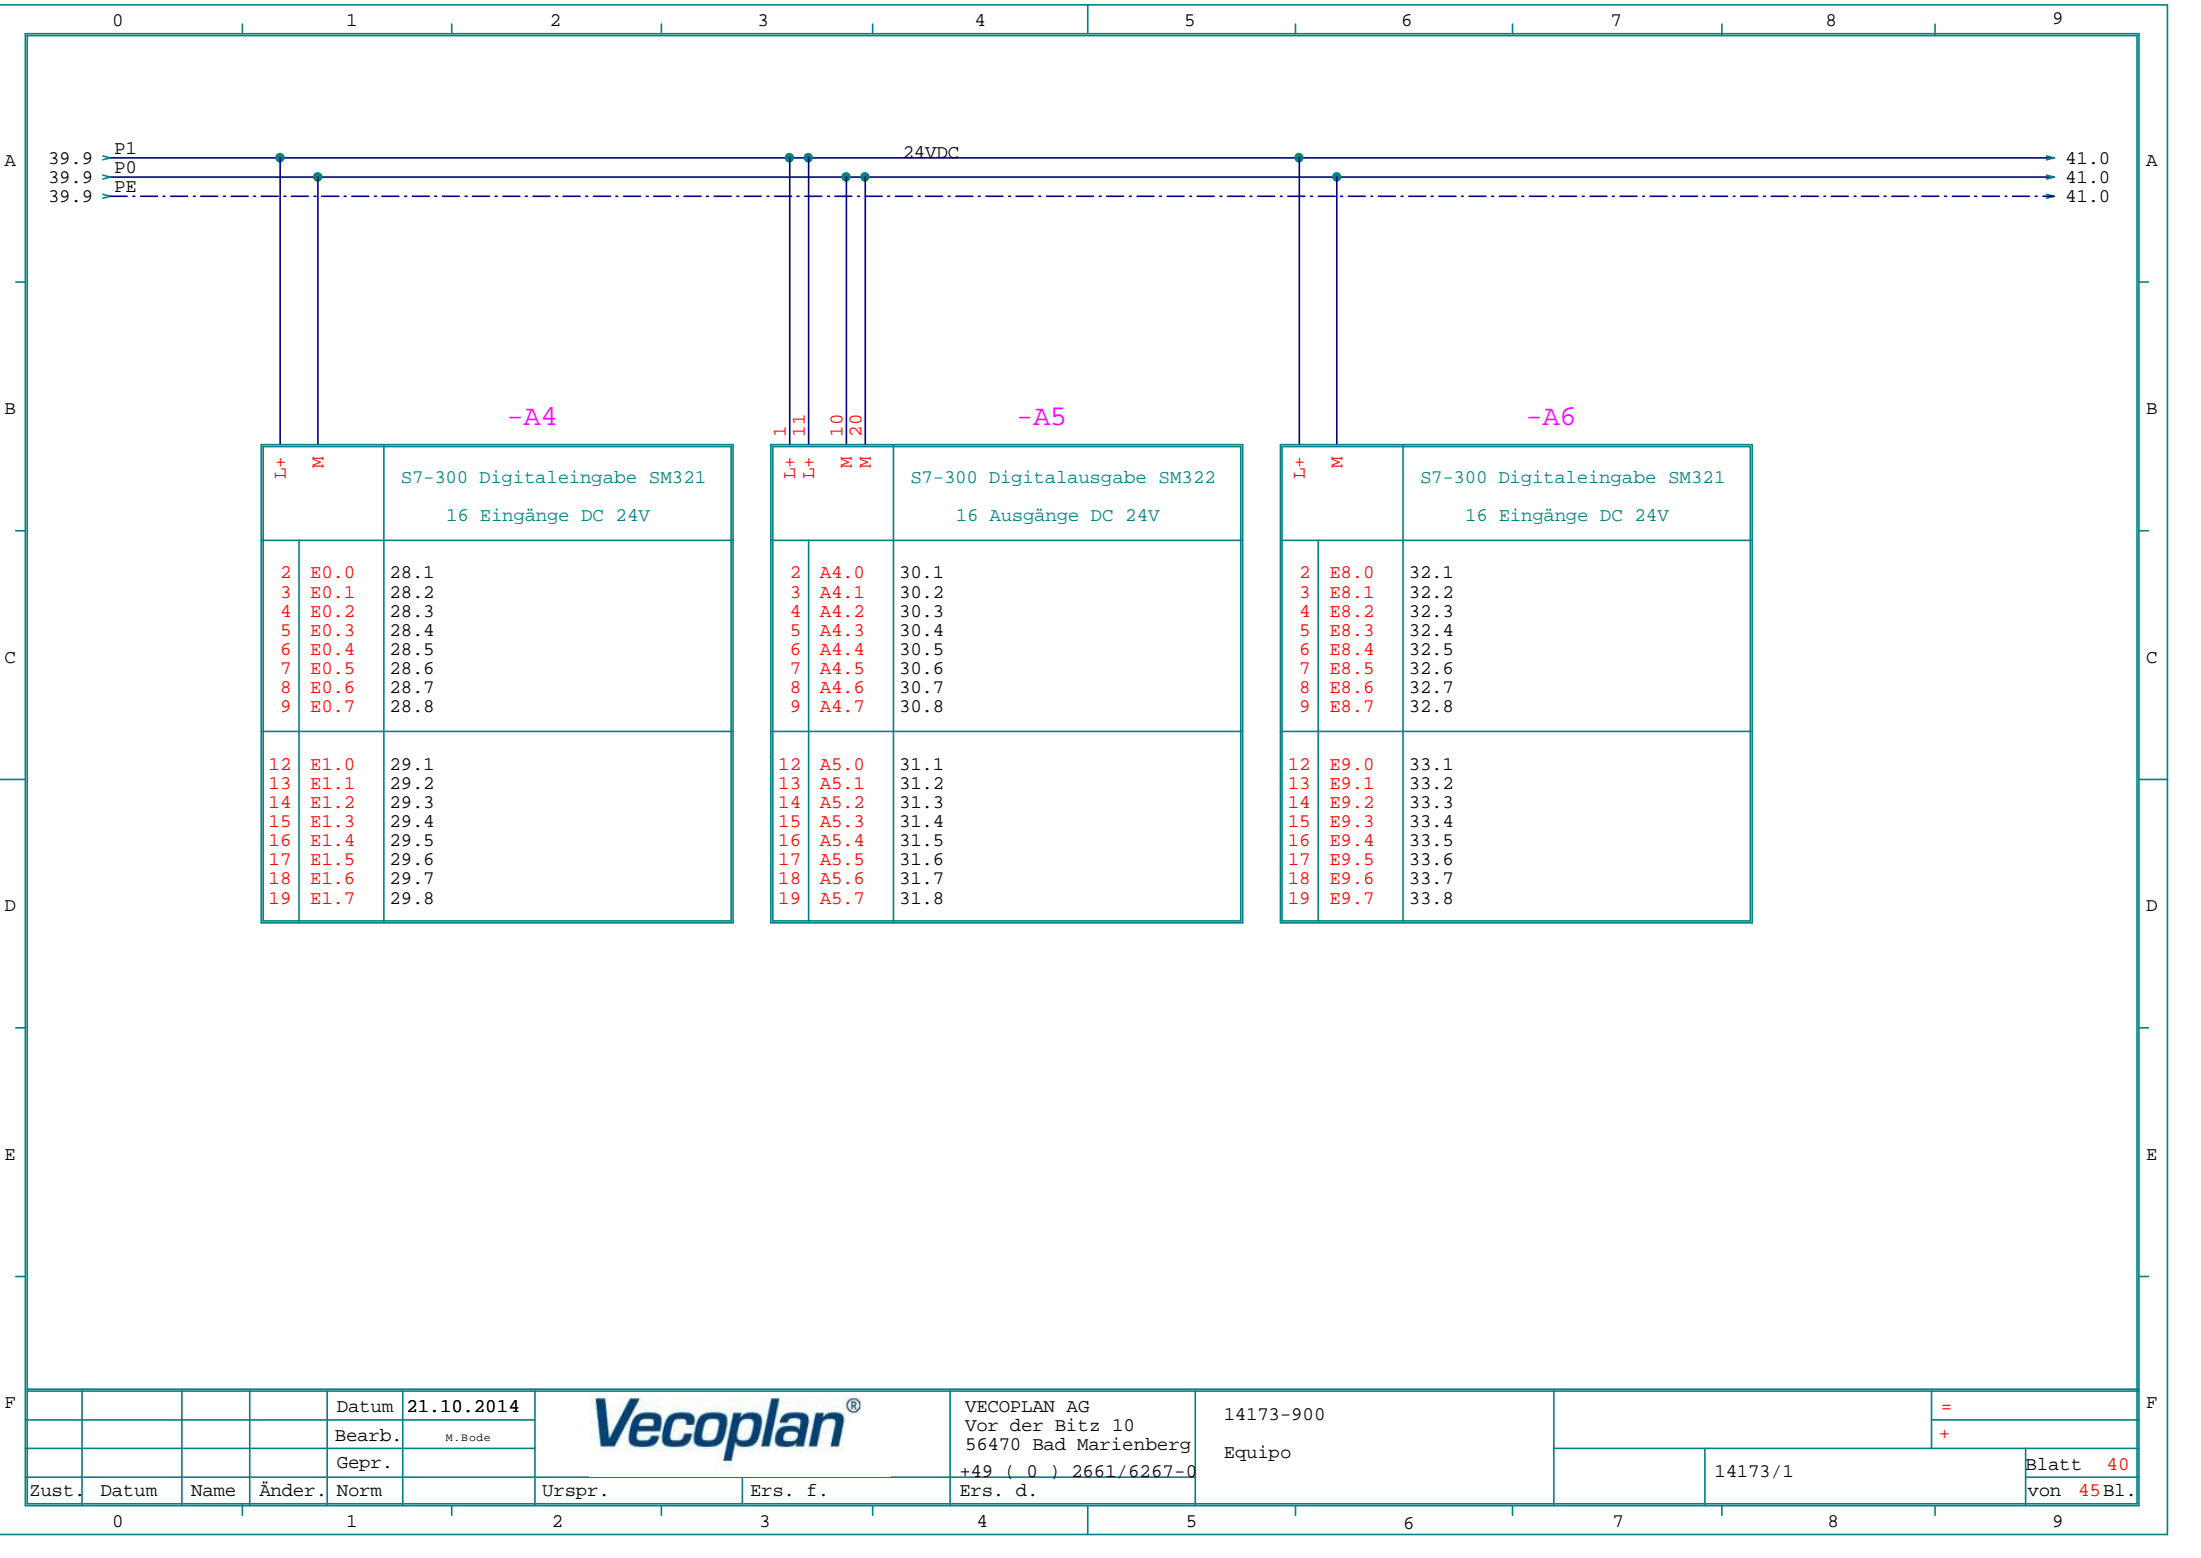 0 1 2 3 4 5 6 7 8 9
39.9 P1 24VDC 41.0
A A
39.9 P0 41.0
39.9 PE 41.0
B B
-A4
L+ M
S7-300 Digitaleingabe SM321
16 Eingänge DC 24V
2 E0.0 28.1
3 E0.1 28.2
4 E0.2 28.3
5 E0.3 28.4
6 E0.4 28.5
7 E0.5 28.6
8 E0.6 28.7
9 E0.7 28.8
12 E1.0 29.1
13 E1.1 29.2
14 E1.2 29.3
15 E1.3 29.4
16 E1.4 29.5
17 E1.5 29.6
18 E1.6 29.7
19 E1.7 29.8
-A5
1 11 10 20
L+ L+ M M
S7-300 Digitalausgabe SM322
16 Ausgänge DC 24V
2 A4.0 30.1
3 A4.1 30.2
4 A4.2 30.3
5 A4.3 30.4
6 A4.4 30.5
7 A4.5 30.6
8 A4.6 30.7
9 A4.7 30.8
12 A5.0 31.1
13 A5.1 31.2
14 A5.2 31.3
15 A5.3 31.4
16 A5.4 31.5
17 A5.5 31.6
18 A5.6 31.7
19 A5.7 31.8
-A6
L+ M
S7-300 Digitaleingabe SM321
16 Eingänge DC 24V
2 E8.0 32.1
3 E8.1 32.2
4 E8.2 32.3
5 E8.3 32.4
6 E8.4 32.5
7 E8.5 32.6
8 E8.6 32.7
9 E8.7 32.8
12 E9.0 33.1
13 E9.1 33.2
14 E9.2 33.3
15 E9.3 33.4
16 E9.4 33.5
17 E9.5 33.6
18 E9.6 33.7
19 E9.7 33.8
C C
D D
E E
F F
Datum 21.10.2014
Bearb. M.Bode
Gepr.
Zust. Datum Name Änder. Norm
Vecoplan®
Urspr. Ers. f. Ers. d.
VECOPLAN AG
Vor der Bitz 10
56470 Bad Marienberg
+49 ( 0 ) 2661/6267-0
14173-900
Equipo
14173/1
=
+
Blatt 40
von 45Bl.
0 1 2 3 4 5 6 7 8 9